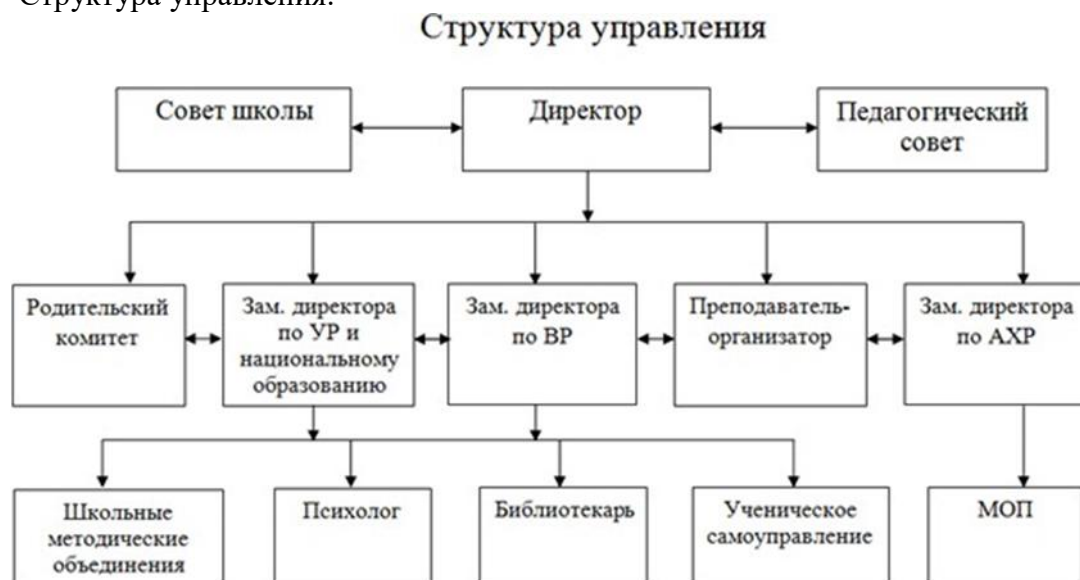 Структура управления.
Структура управления
Совет школы
Директор
Педагогический
совет
Родительский
комитет
Зам. директора
по УР и
национальному
образованию
Зам. директора
по ВР
Преподаватель-
организатор
Зам. директора
по АХР
Школьные
методические
объединения
Психолог
Библиотекарь
Ученическое
самоуправление
МОП